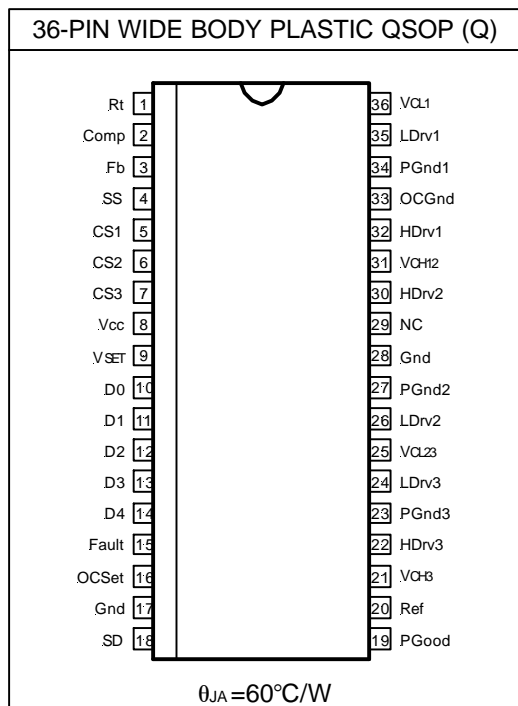 36-PIN WIDE BODY PLASTIC QSOP (Q)
Rt 1 36 VCL1
Comp 2 35 LDrv1
Fb 3 34 PGnd1
SS 4 33 OCGnd
CS1 5 32 HDrv1
CS2 6 31 VCH12
CS3 7 30 HDrv2
Vcc 8 29 NC
VSET 9 28 Gnd
D0 10 27 PGnd2
D1 11 26 LDrv2
D2 12 25 VCL23
D3 13 24 LDrv3
D4 14 23 PGnd3
Fault 15 22 HDrv3
OCSet 16 21 VCH3
Gnd 17 20 Ref
SD 18 19 PGood
θJA =60°C/W